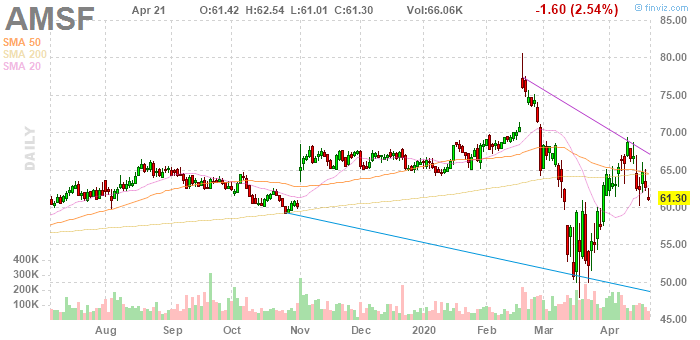 AMSF
Apr 21
O:61.42 H:62.54 L:61.01 C:61.30 Vol:66.06K
-1.60 (2.54%)
© finviz.com
SMA 50
SMA 200
SMA 20
DAILY
85.00
80.00
75.00
70.00
65.00
61.30
60.00
55.00
50.00
45.00
400K
300K
200K
100K
Aug Sep Oct Nov Dec 2020 Feb Mar Apr